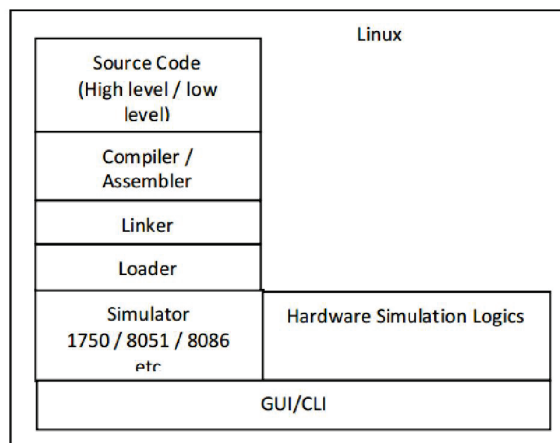 Linux
Source Code
(High level / low
level)
Compiler /
Assembler
Linker
Loader
Simulator
1750 / 8051 / 8086
etc
Hardware Simulation Logics
GUI/CLI